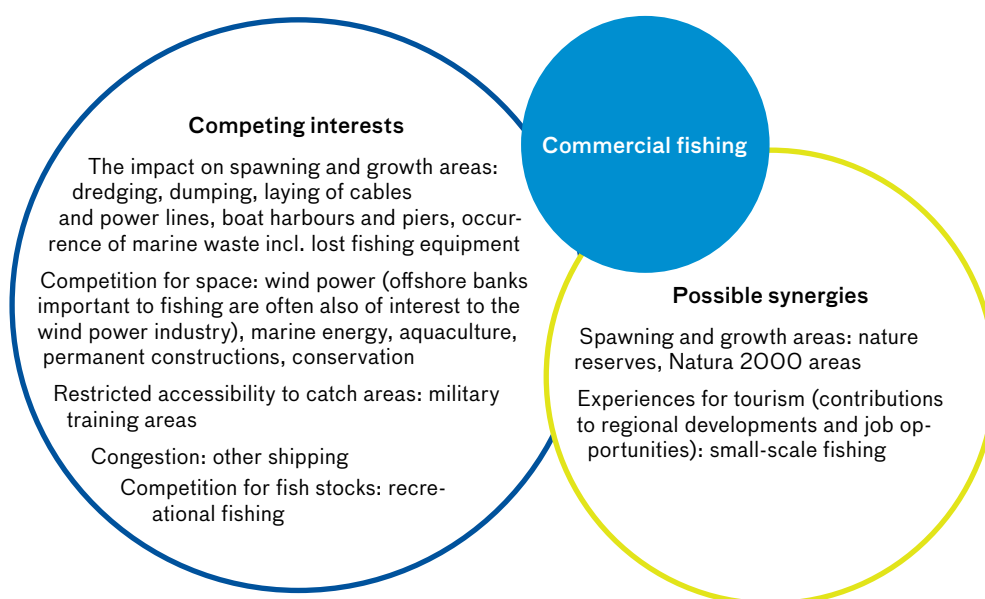 Competing interests
The impact on spawning and growth areas:
dredging, dumping, laying of cables
and power lines, boat harbours and piers, occur-
rence of marine waste incl. lost fishing equipment
Competition for space: wind power (offshore banks
important to fishing are often also of interest to the
wind power industry), marine energy, aquaculture,
permanent constructions, conservation
Restricted accessibility to catch areas: military
training areas
Congestion: other shipping
Competition for fish stocks: recre-
ational fishing
Commercial fishing
Possible synergies
Spawning and growth areas: nature
reserves, Natura 2000 areas
Experiences for tourism (contributions
to regional developments and job op-
portunities): small-scale fishing